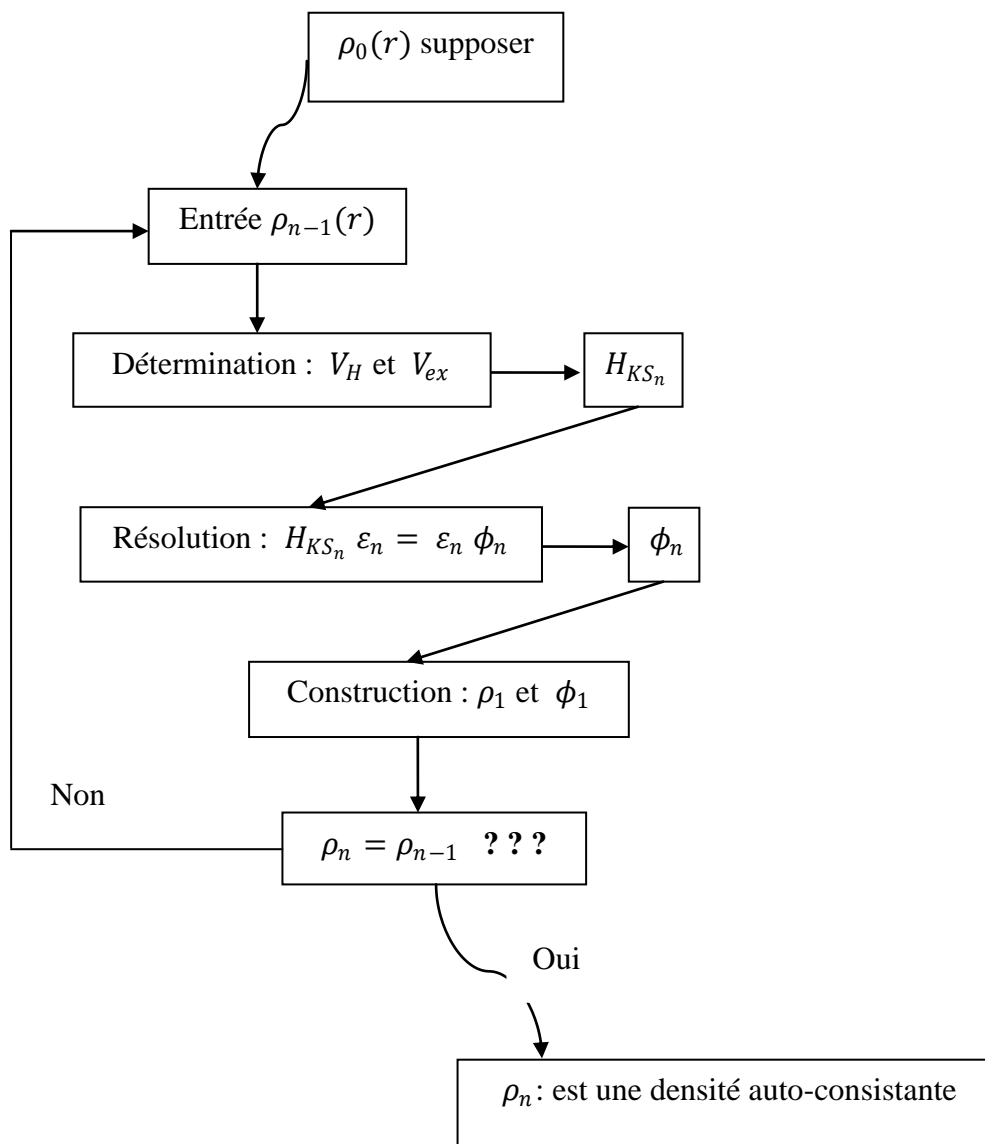 ρ₀(r) supposer
Entrée ρₙ₋₁(r)
Détermination : V_H et V_ex
H_KSₙ
Résolution : H_KSₙ εₙ = εₙ ϕₙ
ϕₙ
Construction : ρ₁ et ϕ₁
Non
ρₙ = ρₙ₋₁ ? ? ?
Oui
ρₙ: est une densité auto-consistante